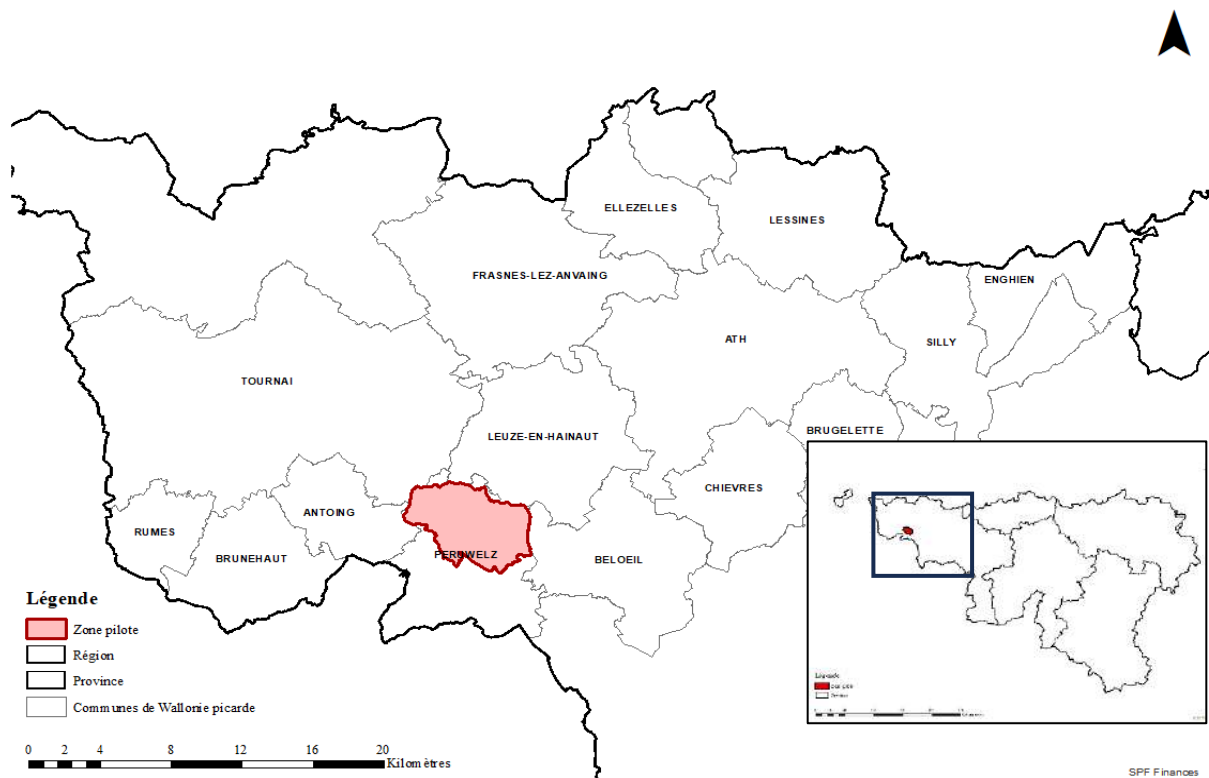 ELLEZELLES
LESSINES
FRASNES-LEZ-ANVAING
ENGHIEN
ATH
SILLY
TOURNAI
BRUGELETTE
LEUZE-EN-HAINAUT
CHIEVRES
ANTOING
RUMES
BRUNEHAUT
PERUWELZ
BELOEIL
Légende
Zone pilote
Région
Province
Communes de Wallonie picarde
0 2 4 8 12 16 20
Kilomètres
Légende
SPF Finances